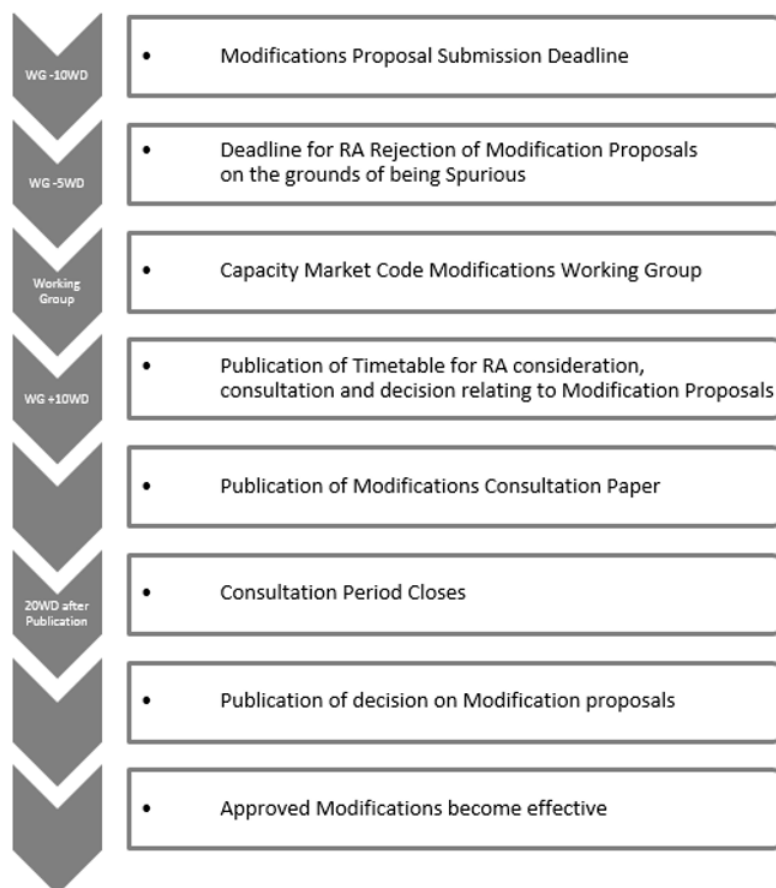 WG -10WD
• Modifications Proposal Submission Deadline
WG -5WD
• Deadline for RA Rejection of Modification Proposals
on the grounds of being Spurious
Working
Group
• Capacity Market Code Modifications Working Group
WG +10WD
• Publication of Timetable for RA consideration,
consultation and decision relating to Modification Proposals
• Publication of Modifications Consultation Paper
20WD after
Publication
• Consultation Period Closes
• Publication of decision on Modification proposals
• Approved Modifications become effective